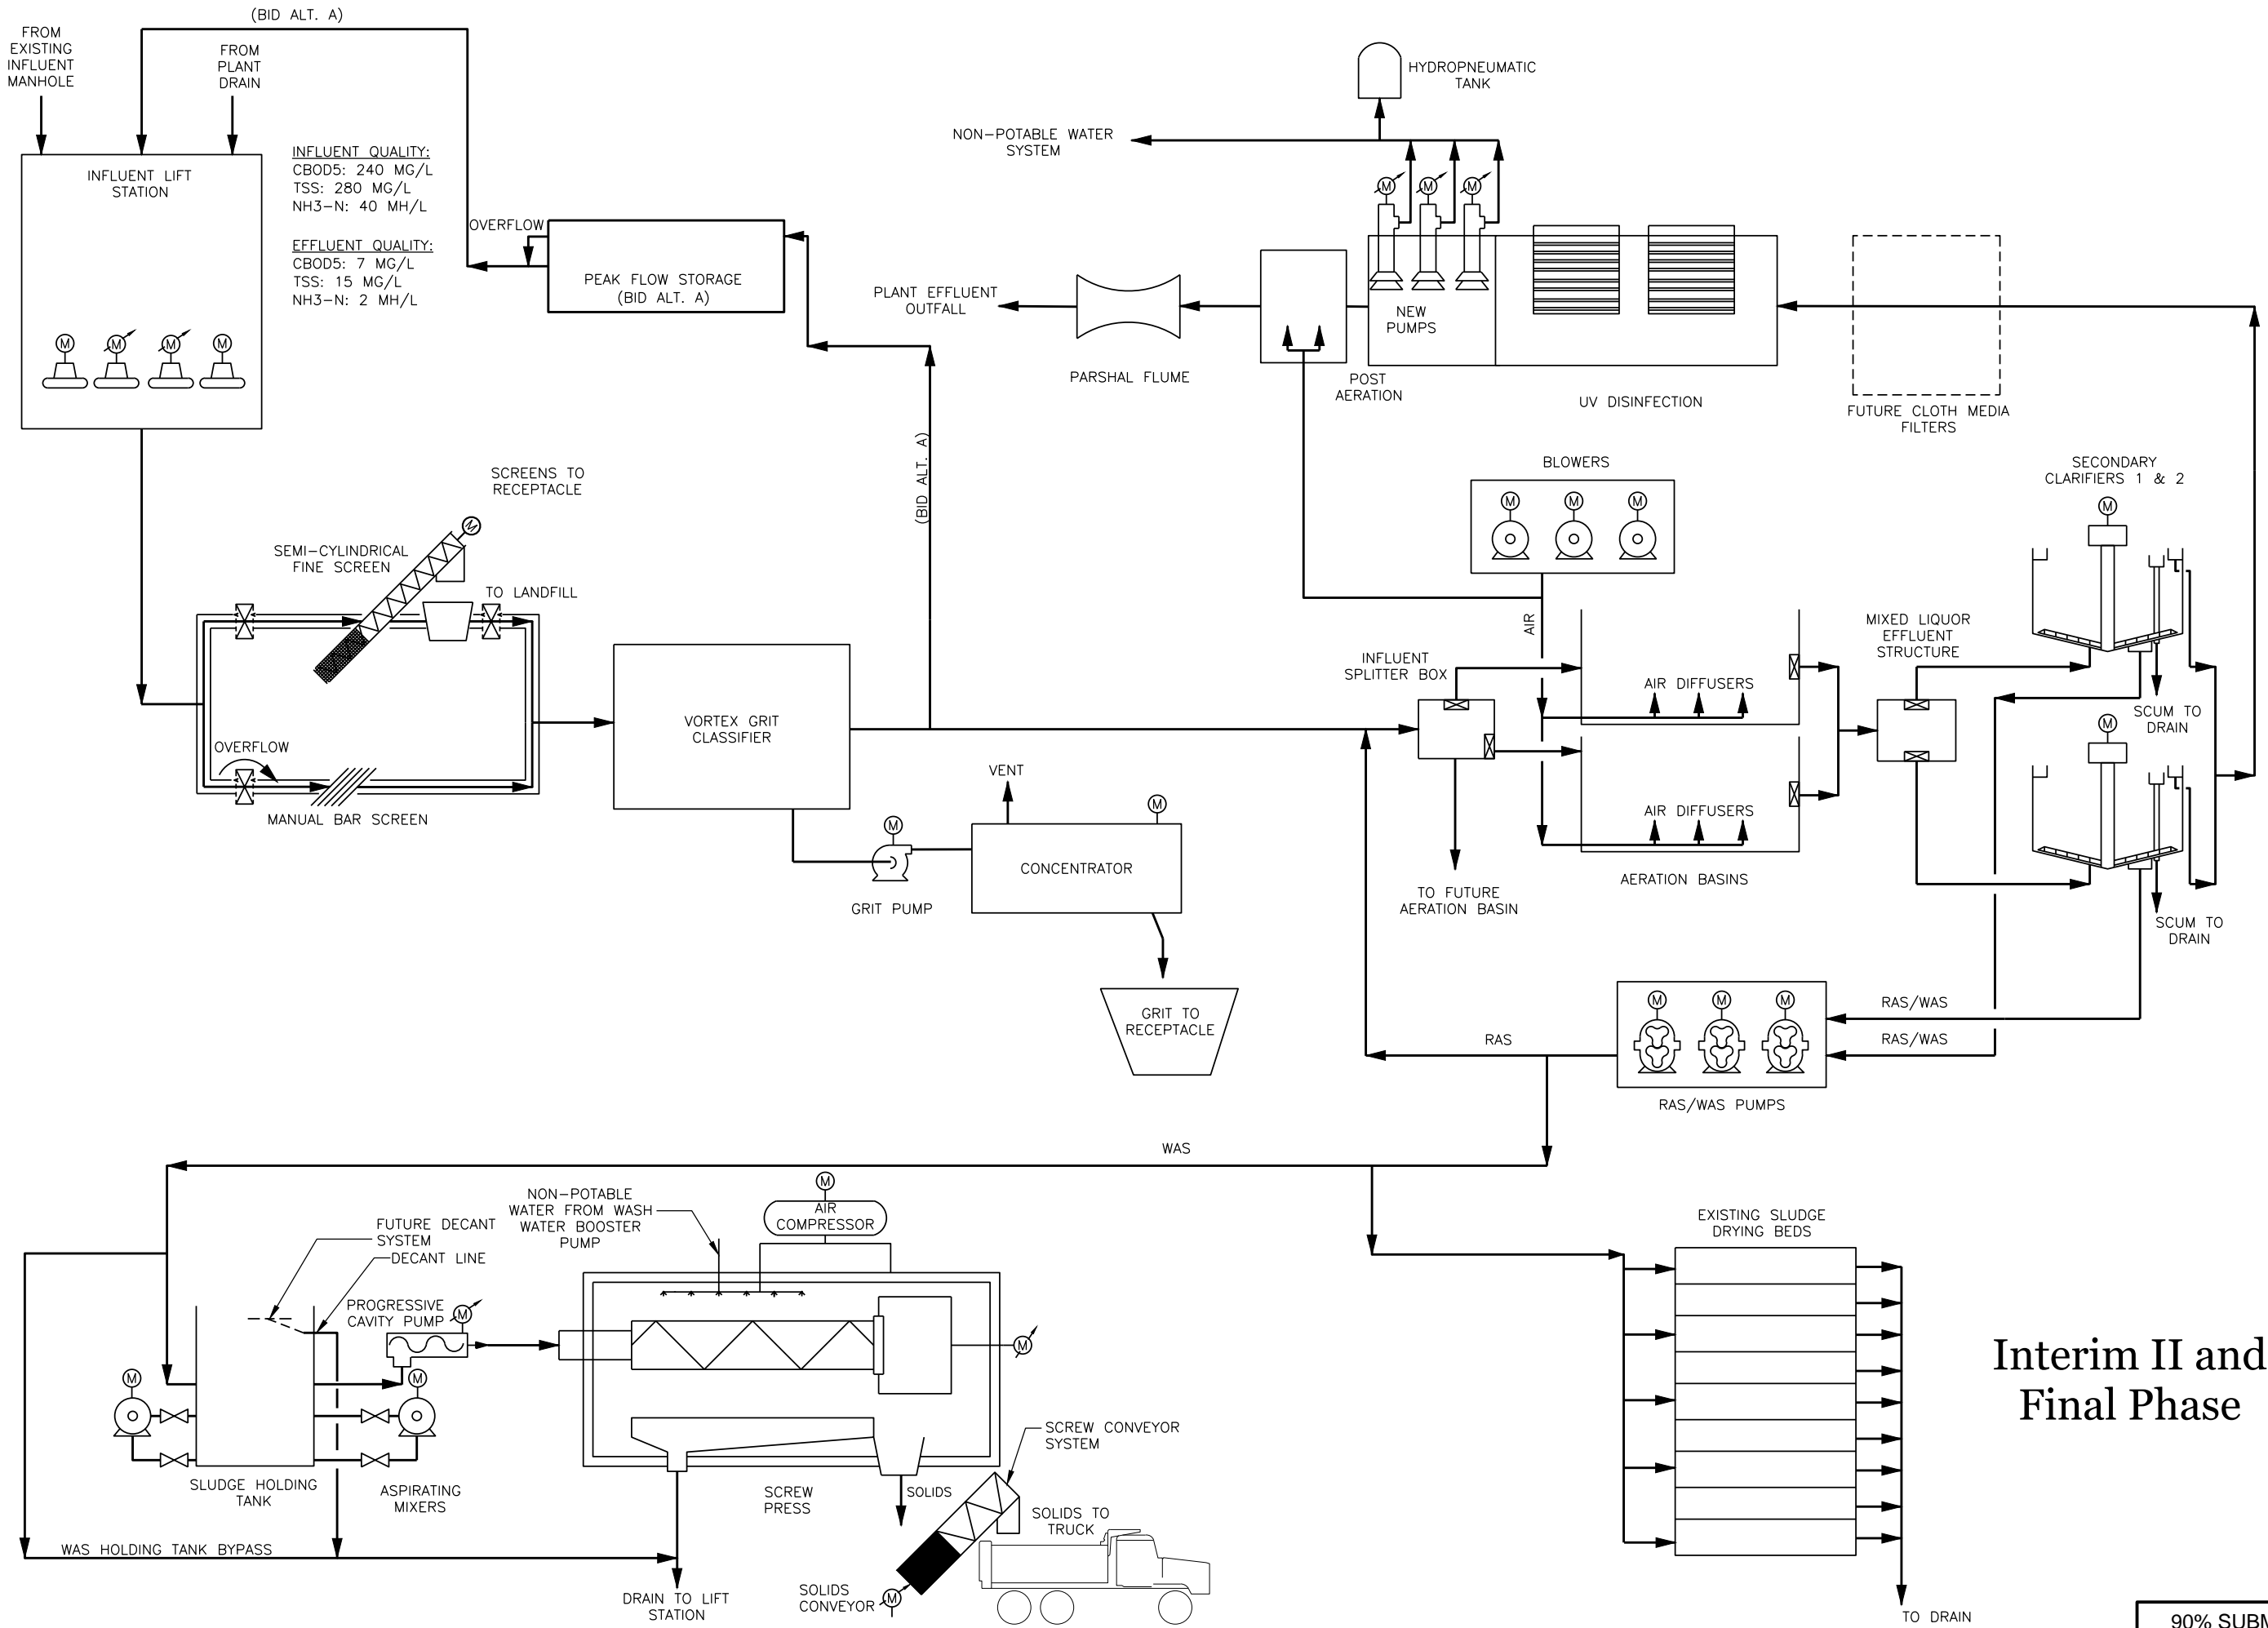 (BID ALT. A)
FROM
EXISTING
INFLUENT
MANHOLE
FROM
PLANT
DRAIN
INFLUENT LIFT
STATION
INFLUENT QUALITY:
CBOD5: 240 MG/L
TSS: 280 MG/L
NH3-N: 40 MH/L
EFFLUENT QUALITY:
CBOD5: 7 MG/L
TSS: 15 MG/L
NH3-N: 2 MH/L
M
M
M
M
OVERFLOW
PEAK FLOW STORAGE
(BID ALT. A)
(BID ALT. A)
HYDROPNEUMATIC
TANK
NON-POTABLE WATER
SYSTEM
M
M
M
NEW
PUMPS
PLANT EFFLUENT
OUTFALL
PARSHAL FLUME
POST
AERATION
UV DISINFECTION
FUTURE CLOTH MEDIA
FILTERS
SCREENS TO
RECEPTACLE
M
SEMI-CYLINDRICAL
FINE SCREEN
TO LANDFILL
OVERFLOW
MANUAL BAR SCREEN
VORTEX GRIT
CLASSIFIER
VENT
M
GRIT PUMP
M
CONCENTRATOR
GRIT TO
RECEPTACLE
BLOWERS
M
M
M
AIR
INFLUENT
SPLITTER BOX
TO FUTURE
AERATION BASIN
AIR DIFFUSERS
AIR DIFFUSERS
AERATION BASINS
MIXED LIQUOR
EFFLUENT
STRUCTURE
SECONDARY
CLARIFIERS 1 & 2
M
SCUM TO
DRAIN
M
SCUM TO
DRAIN
RAS/WAS
RAS/WAS
M
M
M
RAS/WAS PUMPS
RAS
WAS
NON-POTABLE
WATER FROM WASH
WATER BOOSTER
PUMP
M
AIR
COMPRESSOR
FUTURE DECANT
SYSTEM
DECANT LINE
PROGRESSIVE
CAVITY PUMP
M
M
M
M
SLUDGE HOLDING
TANK
ASPIRATING
MIXERS
SCREW
PRESS
SOLIDS
SCREW CONVEYOR
SYSTEM
SOLIDS TO
TRUCK
WAS HOLDING TANK BYPASS
DRAIN TO LIFT
STATION
SOLIDS
CONVEYOR
M
EXISTING SLUDGE
DRYING BEDS
TO DRAIN
Interim II and
Final Phase
90% SUBM